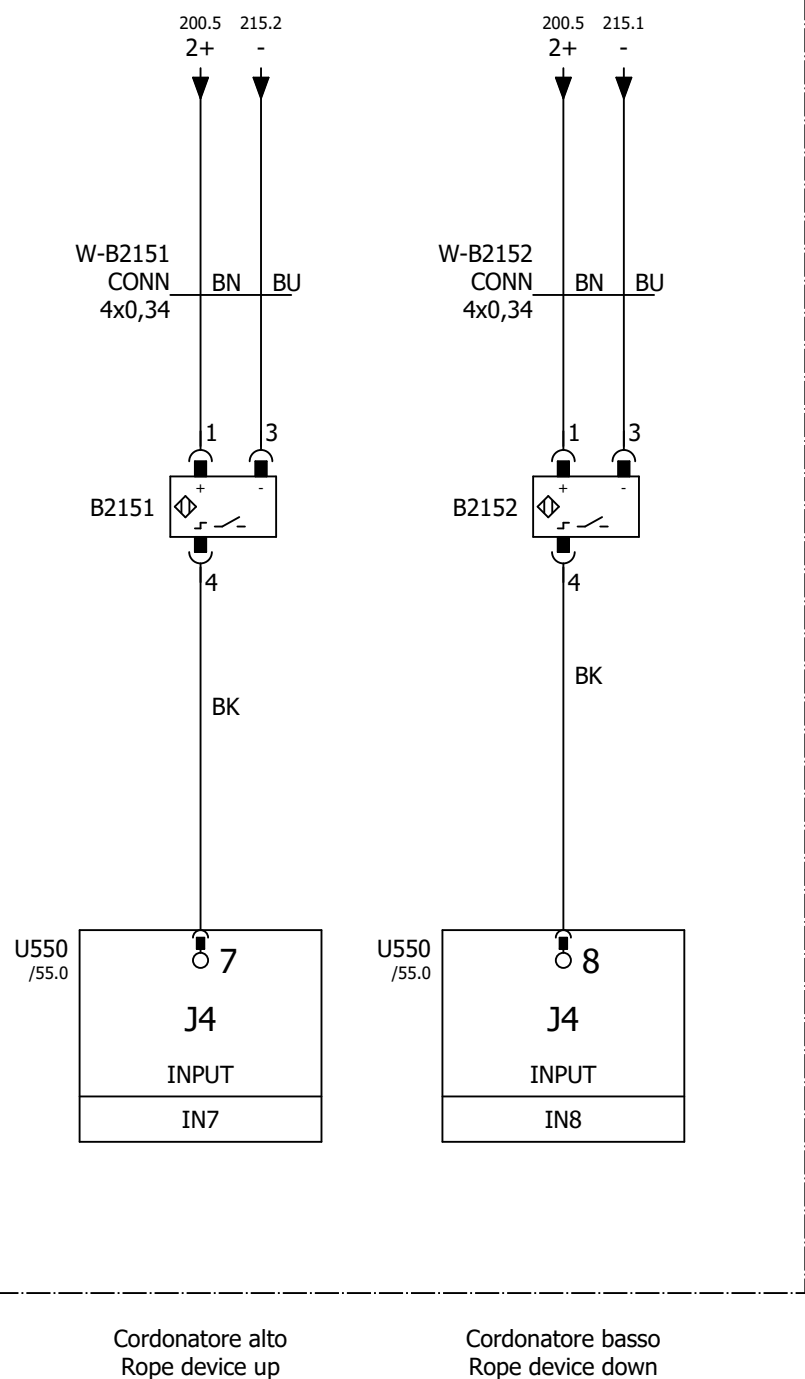 200.5 215.2 200.5 215.1
2+ - 2+ -
W-B2151 W-B2152
CONN BN BU CONN BN BU
4x0,34 4x0,34
1 3 1 3
+ - + -
B2151 B2152
4 4
BK
BK
U550 7 U550 8
/55.0 /55.0
J4 J4
INPUT INPUT
IN7 IN8
Cordonatore alto Cordonatore basso
Rope device up Rope device down